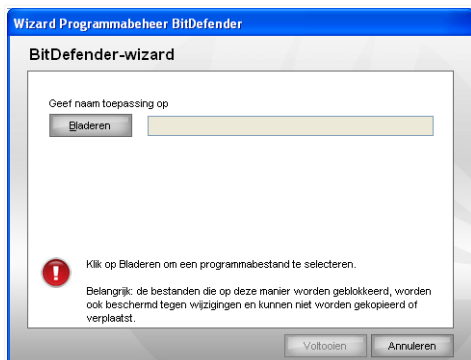 Wizard Programmabeheer BitDefender
BitDefender-wizard
Geef naam toepassing op
Bladeren
Klik op Bladeren om een programmabestand te selecteren.
Belangrijk: de bestanden die op deze manier worden geblokkeerd, worden
ook beschermd tegen wijzigingen en kunnen niet worden gekopieerd of
verplaatst.
Voltooien
Annuleren